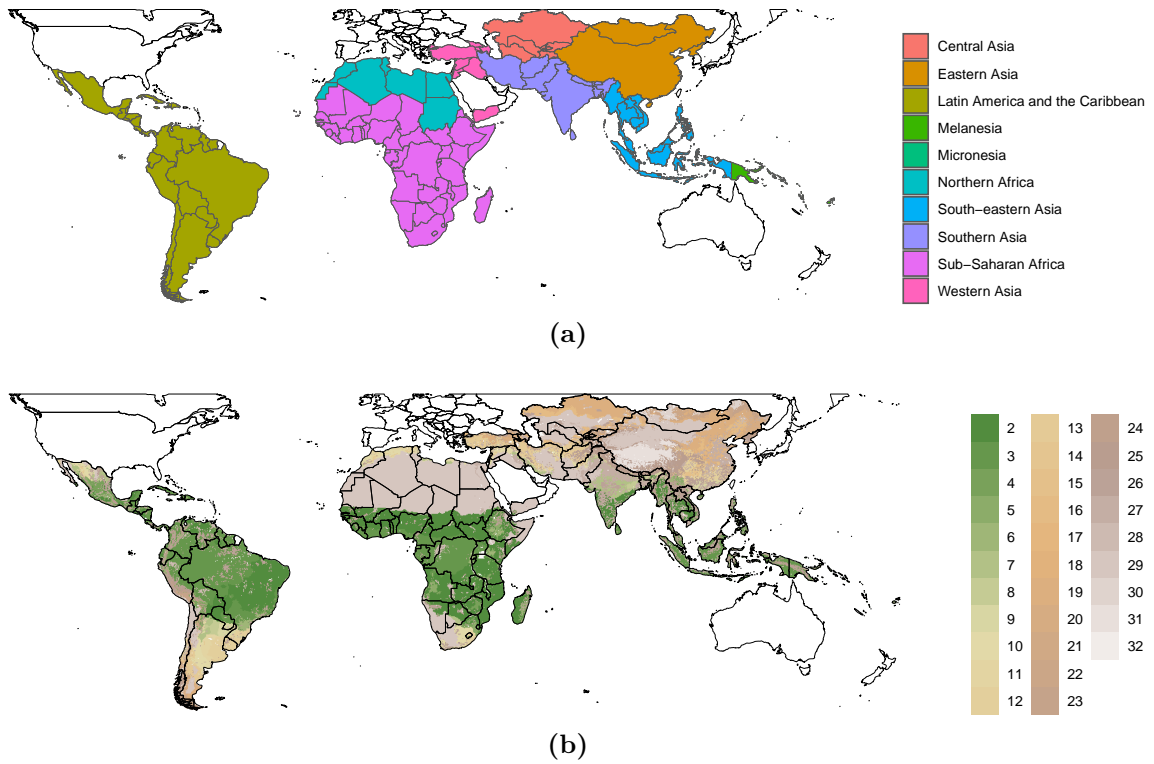 Central Asia
Eastern Asia
Latin America and the Caribbean
Melanesia
Micronesia
Northern Africa
South−eastern Asia
Southern Asia
Sub−Saharan Africa
Western Asia
(a)
2 13 24
3 14 25
4 15 26
5 16 27
6 17 28
7 18 29
8 19 30
9 20 31
10 21 32
11 22
12 23
(b)